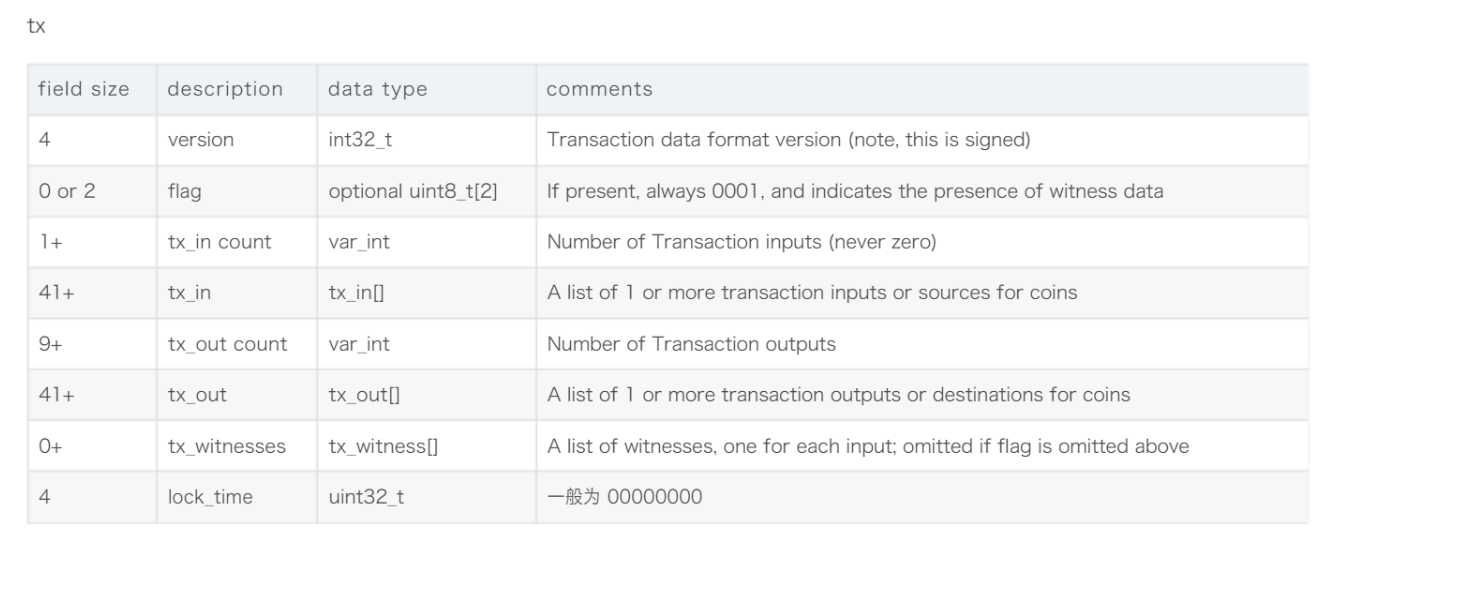 tx
field size description data type comments
4 version int32_t Transaction data format version (note, this is signed)
0 or 2 flag optional uint8_t[2] If present, always 0001, and indicates the presence of witness data
1+ tx_in count var_int Number of Transaction inputs (never zero)
41+ tx_in tx_in[] A list of 1 or more transaction inputs or sources for coins
9+ tx_out count var_int Number of Transaction outputs
41+ tx_out tx_out[] A list of 1 or more transaction outputs or destinations for coins
0+ tx_witnesses tx_witness[] A list of witnesses, one for each input; omitted if flag is omitted above
4 lock_time uint32_t 一般为 00000000